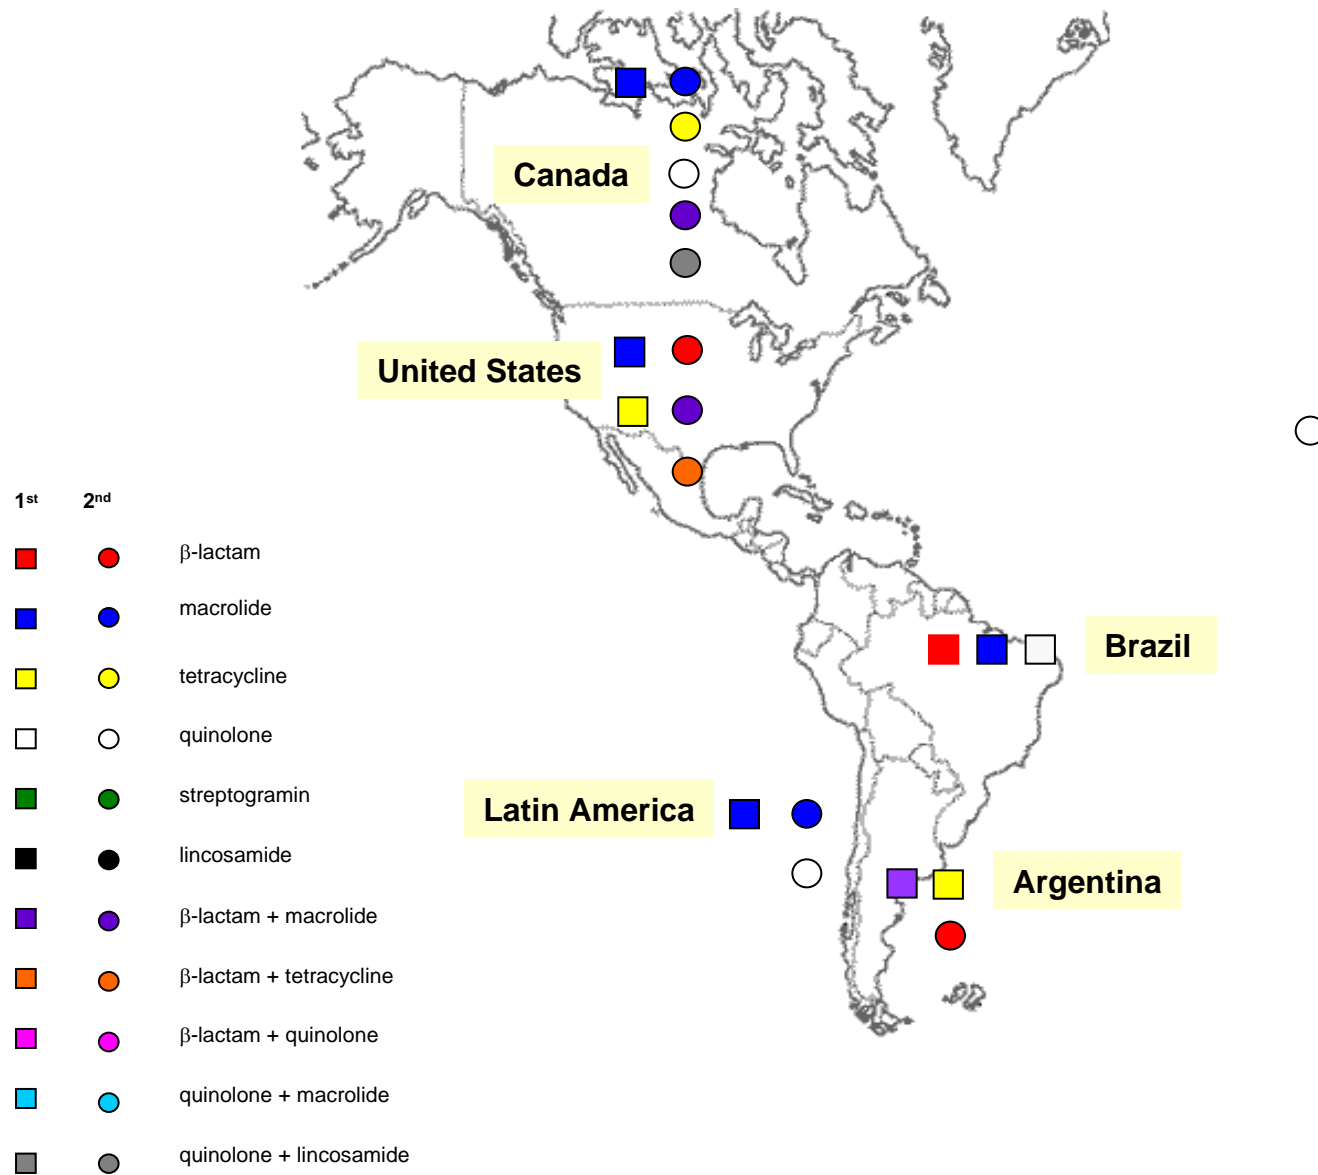 Canada
United States
1st 2nd
β-lactam
macrolide
Brazil
tetracycline
quinolone
streptogramin
Latin America
lincosamide
Argentina
β-lactam + macrolide
β-lactam + tetracycline
β-lactam + quinolone
quinolone + macrolide
quinolone + lincosamide